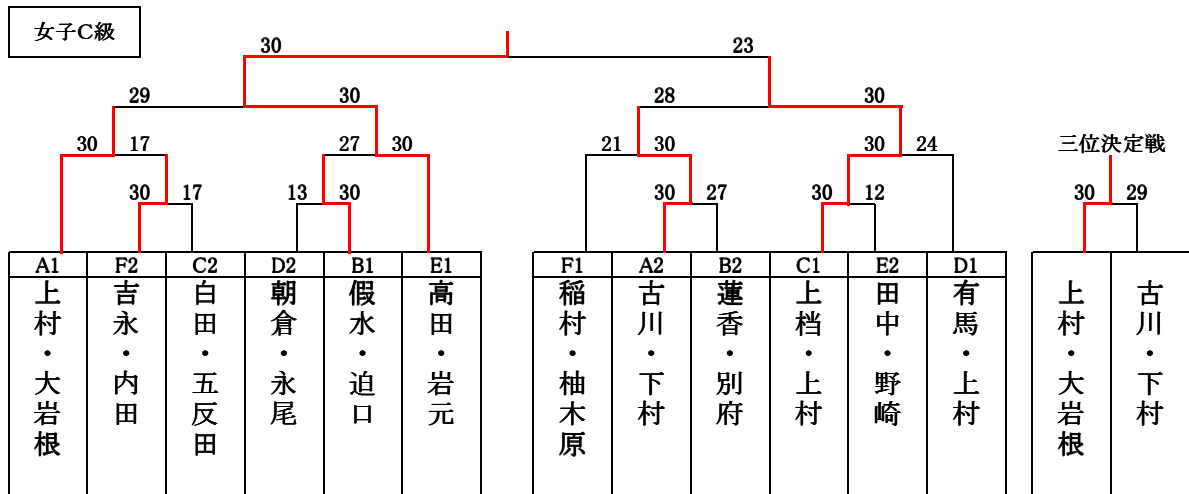 女子C級
30 23
29 30 28 30
30 17 27 30 21 30 30 24 三位決定戦
30 17 13 30 30 27 30 12 30 29
A1 F2 C2 D2 B1 E1 F1 A2 B2 C1 E2 D1
上村・大岩根
吉永・内田
白田・五反田
朝倉・永尾
假水・迫口
高田・岩元
稲村・柚木原
古川・下村
蓮香・別府
上档・上村
田中・野崎
有馬・上村
上村・大岩根
古川・下村